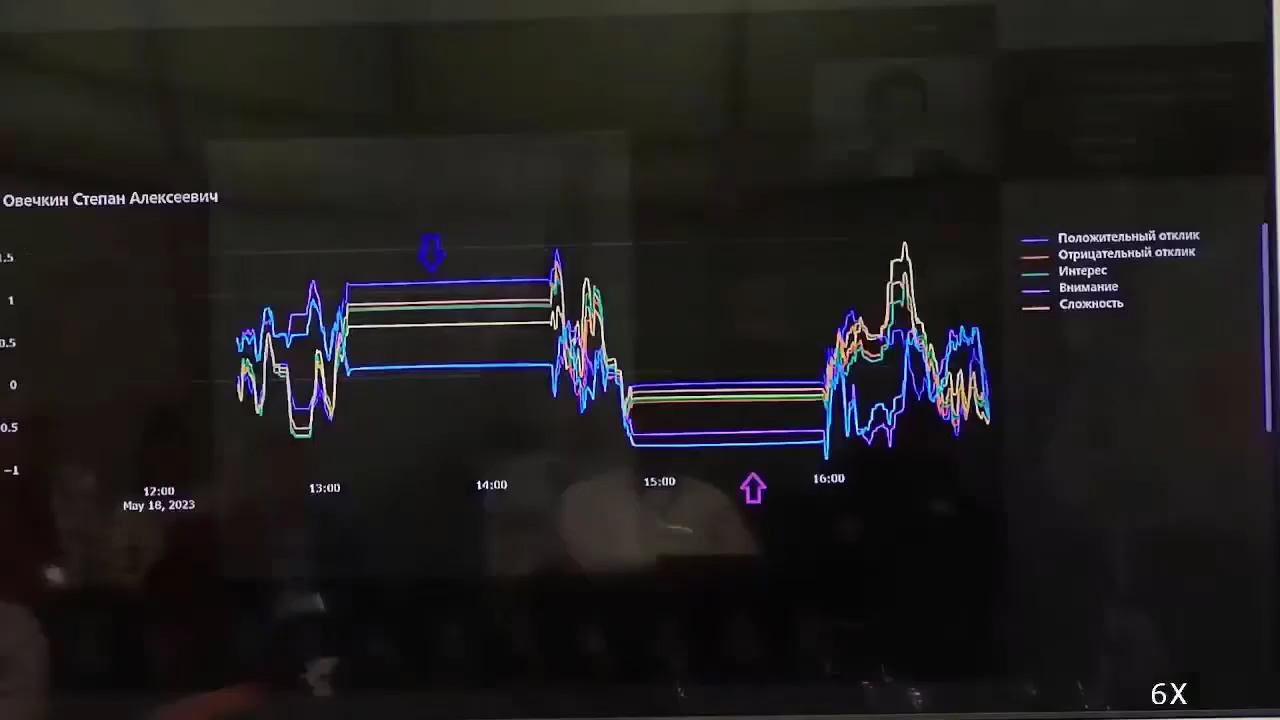 Овечкин Степан Алексеевич
Положительный отклик
Отрицательный отклик
Интерес
Внимание
Сложность
1.5
1
0.5
0
0.5
−1
12:00
13:00
14:00
15:00
16:00
May 18, 2023
6X